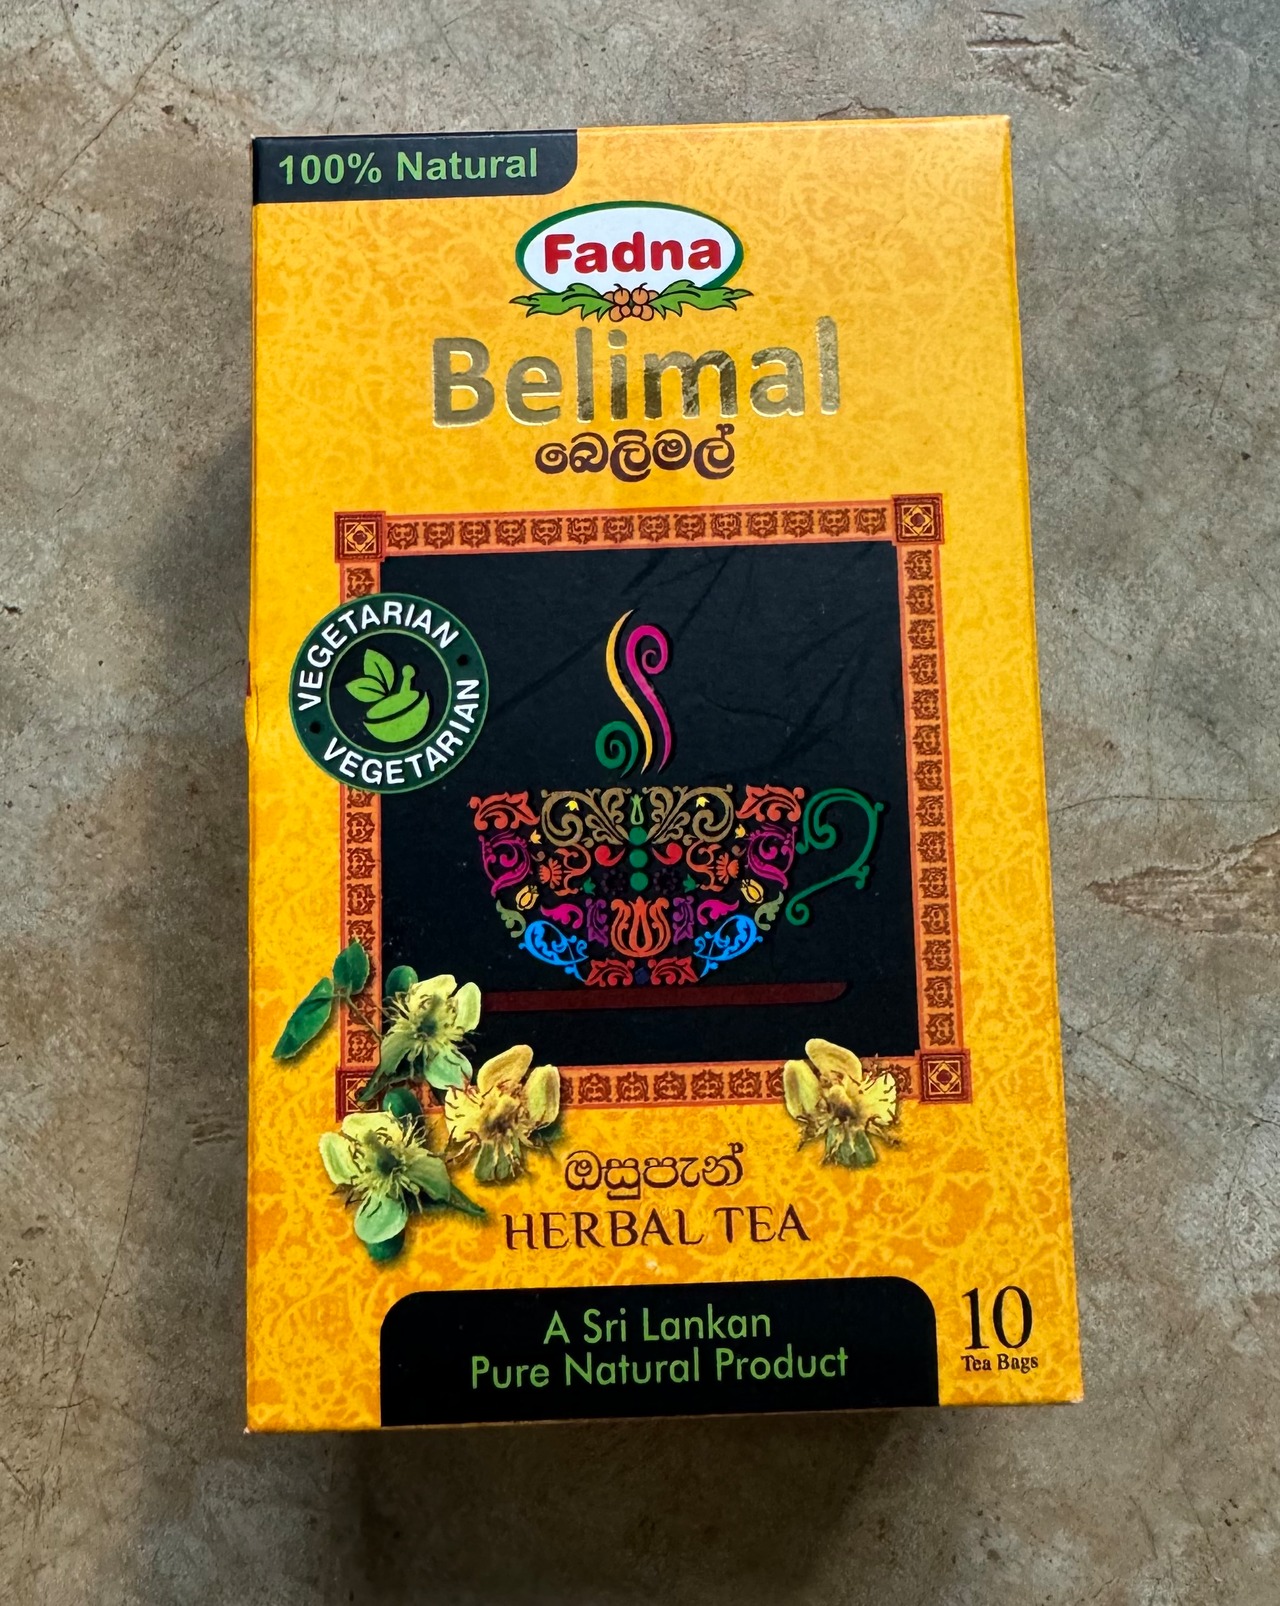 100% Natural
Fadna
Belimal
බෙලිමල්
VEGETARIAN
VEGETARIAN
ඔසුපැන්
HERBAL TEA
A Sri Lankan
Pure Natural Product
10
Tea Bags